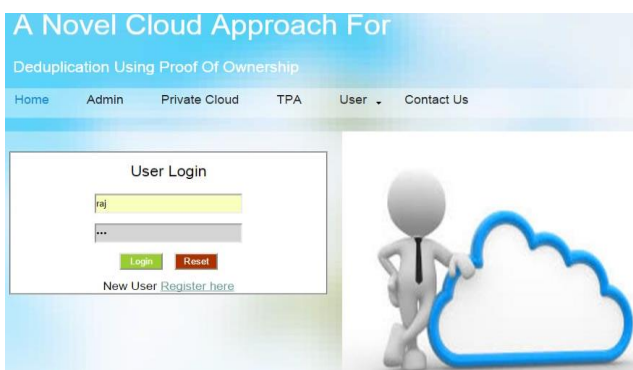 A Novel Cloud Approach For
Deduplication Using Proof Of Ownership
Home Admin Private Cloud TPA User Contact Us
User Login
raj
•••
Login Reset
New User Register here